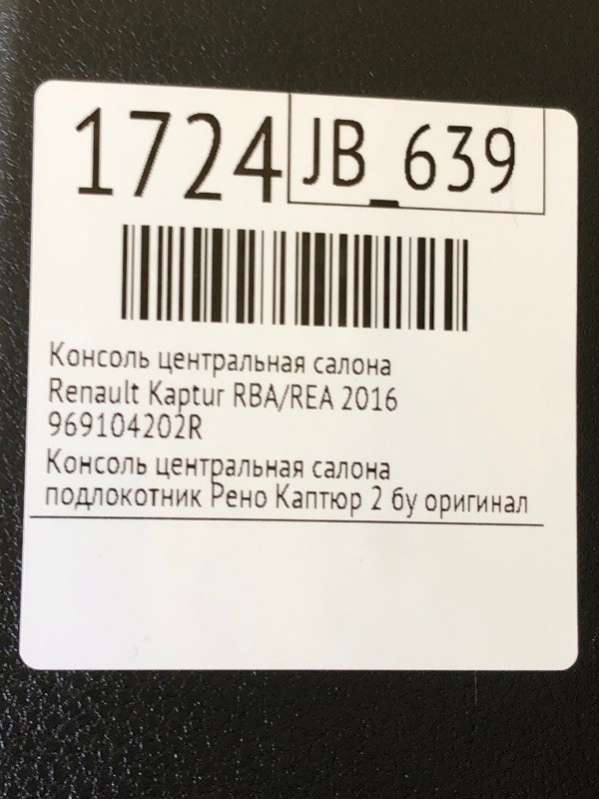 1724 JB_639
Консоль центральная салона
Renault Kaptur RBA/REA 2016
969104202R
Консоль центральная салона
подлокотник Рено Каптюр 2 бу оригинал